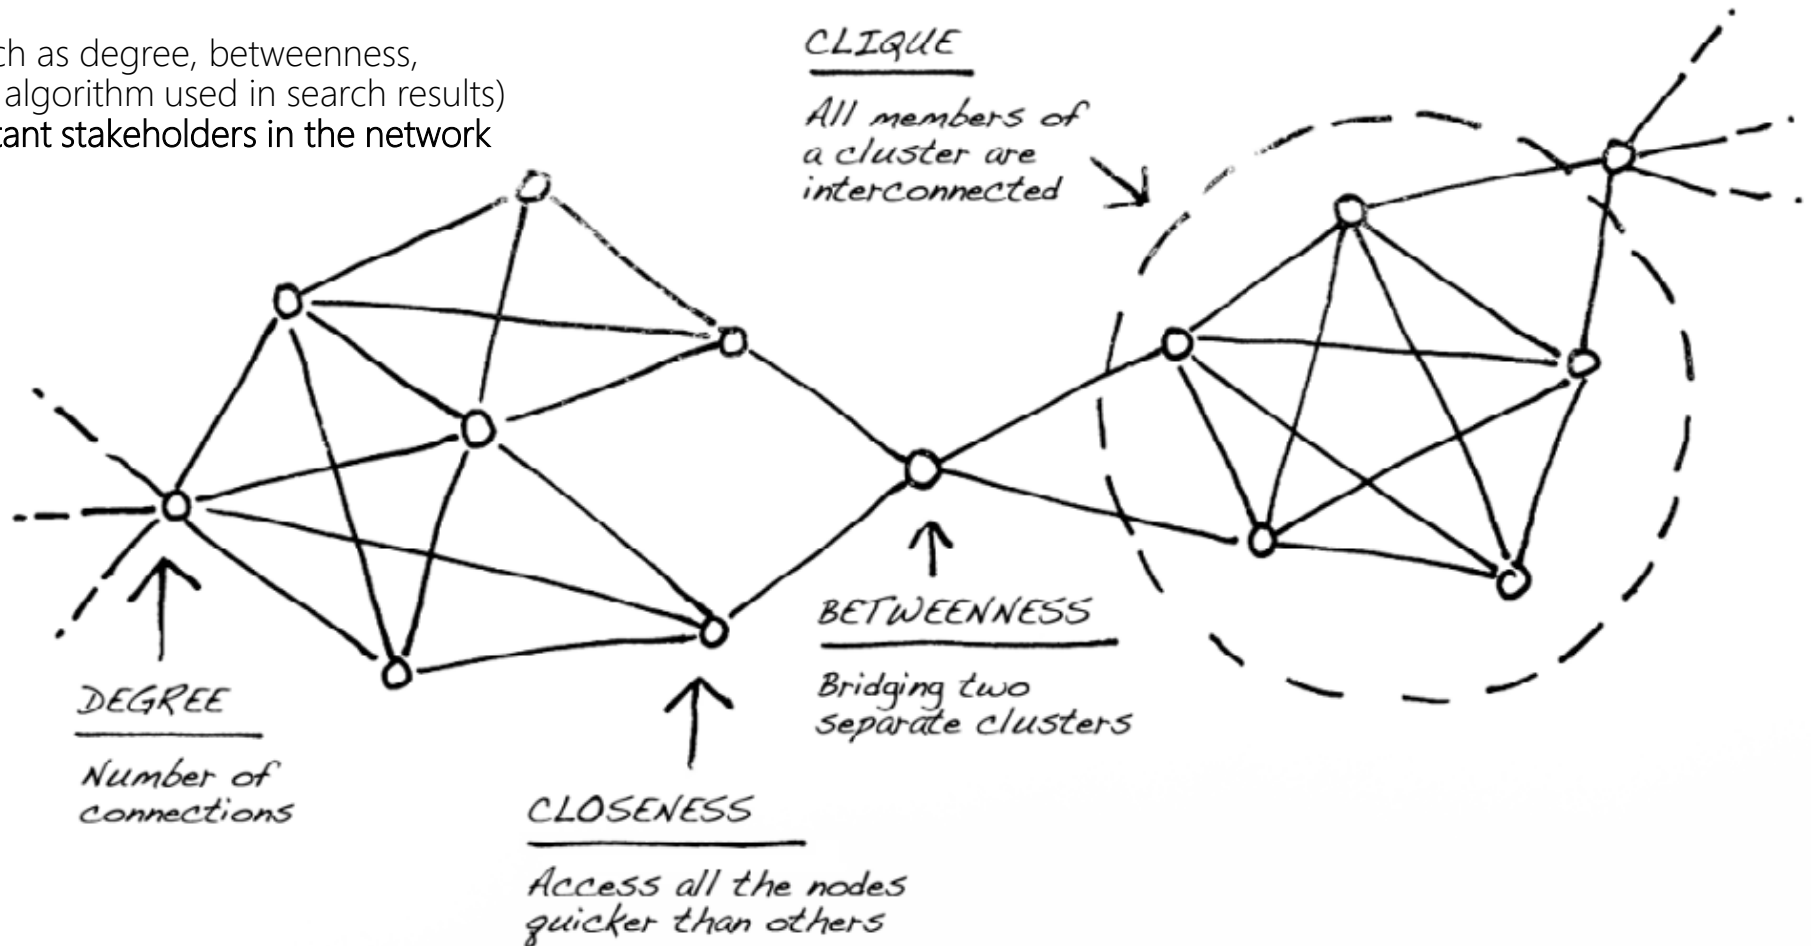 ch as degree, betweenness,
algorithm used in search results)
tant stakeholders in the network
CLIQUE
All members of
a cluster are
interconnected
BETWEENNESS
Bridging two
separate clusters
DEGREE
Number of
connections
CLOSENESS
Access all the nodes
quicker than others